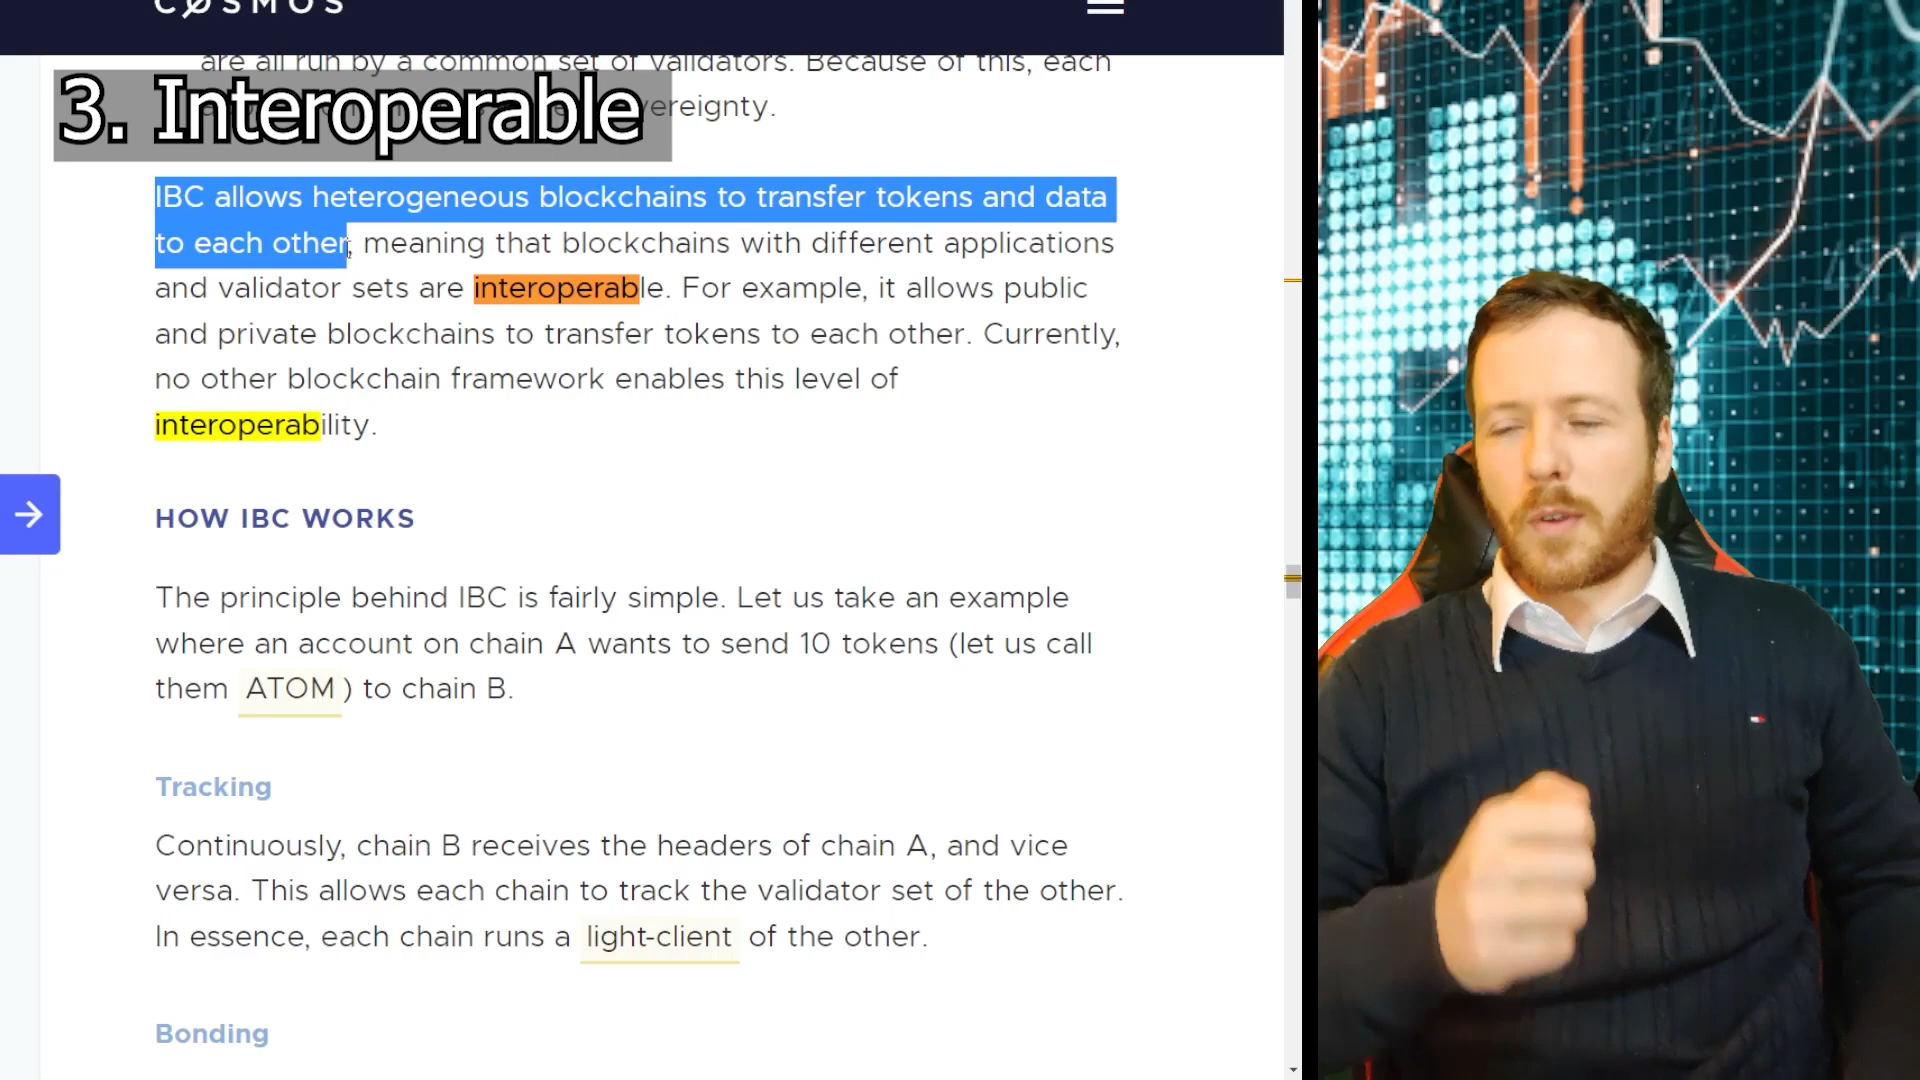 CØSMOS
are all run by a common set of validators. Because of this, each
3. Interoperable
ereignty.
IBC allows heterogeneous blockchains to transfer tokens and data
to each other, meaning that blockchains with different applications
and validator sets are interoperable. For example, it allows public
and private blockchains to transfer tokens to each other. Currently,
no other blockchain framework enables this level of
interoperability.
HOW IBC WORKS
The principle behind IBC is fairly simple. Let us take an example
where an account on chain A wants to send 10 tokens (let us call
them ATOM) to chain B.
Tracking
Continuously, chain B receives the headers of chain A, and vice
versa. This allows each chain to track the validator set of the other.
In essence, each chain runs a light-client of the other.
Bonding